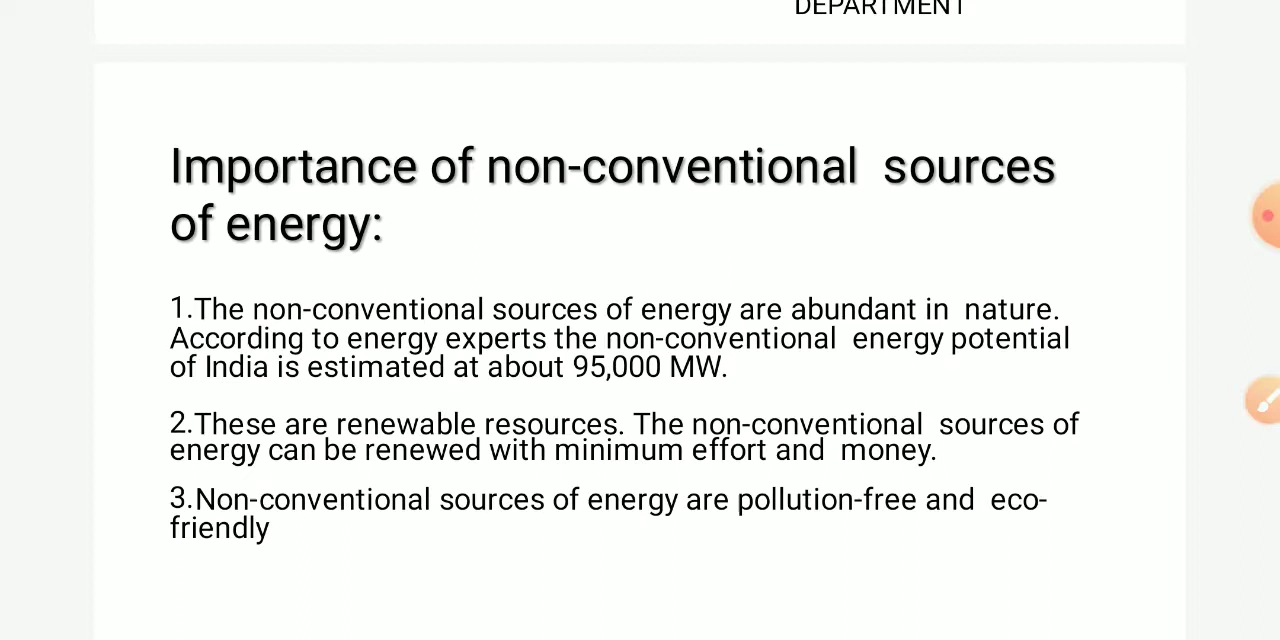 DEPARTMENT
Importance of non-conventional  sources
of energy:
1.The non-conventional sources of energy are abundant in  nature.
According to energy experts the non-conventional  energy potential
of India is estimated at about 95,000 MW.
2.These are renewable resources. The non-conventional  sources of
energy can be renewed with minimum effort and  money.
3.Non-conventional sources of energy are pollution-free and  eco-
friendly